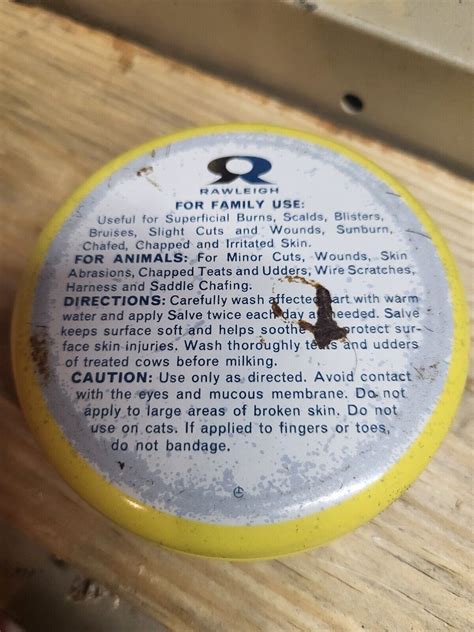 RAWLEIGH
FOR FAMILY USE:
Useful for Superficial Burns, Scalds, Blisters,
Bruises, Slight Cuts and Wounds, Sunburn,
Chafed, Chapped and Irritated Skin.
FOR ANIMALS: For Minor Cuts, Wounds, Skin
Abrasions, Chapped Teats and Udders, Wire Scratches,
Harness and Saddle Chafing.
DIRECTIONS: Carefully wash affected part with warm
water and apply Salve twice each day as needed. Salve
keeps surface soft and helps soothe protect sur-
face skin injuries. Wash thoroughly teats and udders
of treated cows before milking.
CAUTION: Use only as directed. Avoid contact
with the eyes and mucous membrane. Do not
apply to large areas of broken skin. Do not
use on cats. If applied to fingers or toes,
do not bandage.